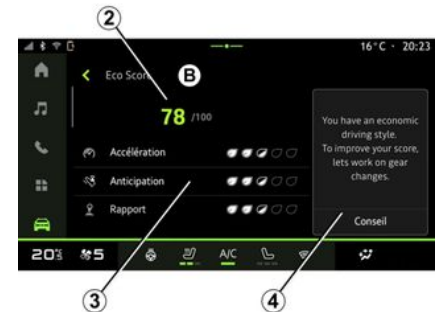 2
16°C · 20:23
Eco Score
B
78 /100
Accélération
Anticipation
Rapport
You have an economic
driving style.
To improve your score,
lets work on gear
changes.
Conseil
5
A/C
3
4